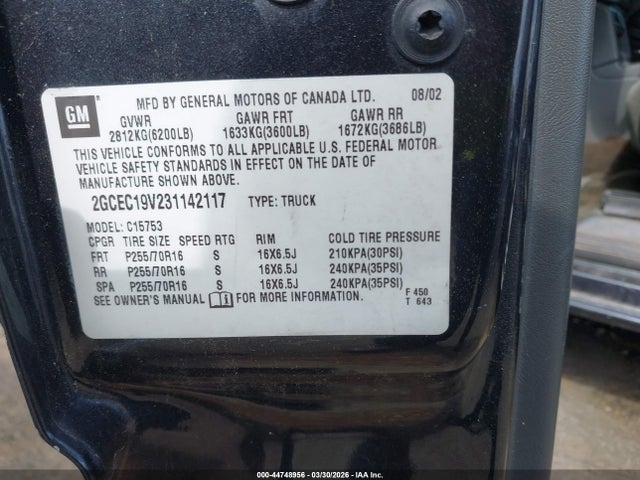 GM
MFD BY GENERAL MOTORS OF CANADA LTD. 08/02
GVWR GAWR FRT GAWR RR
2812KG(6200LB) 1633KG(3600LB) 1672KG(3686LB)
THIS VEHICLE CONFORMS TO ALL APPLICABLE U.S. FEDERAL MOTOR
VEHICLE SAFETY STANDARDS IN EFFECT ON THE DATE OF
MANUFACTURE SHOWN ABOVE.
2GCEC19V231142117 TYPE: TRUCK
MODEL: C15753
CPGR TIRE SIZE SPEED RTG RIM COLD TIRE PRESSURE
FRT P255/70R16 S 16X6.5J 210KPA(30PSI)
RR P255/70R16 S 16X6.5J 240KPA(35PSI)
SPA P255/70R16 S 16X6.5J 240KPA(35PSI)
SEE OWNER'S MANUAL FOR MORE INFORMATION. F 450
T 643
000-44748956 - 03/30/2026 - IAA Inc.